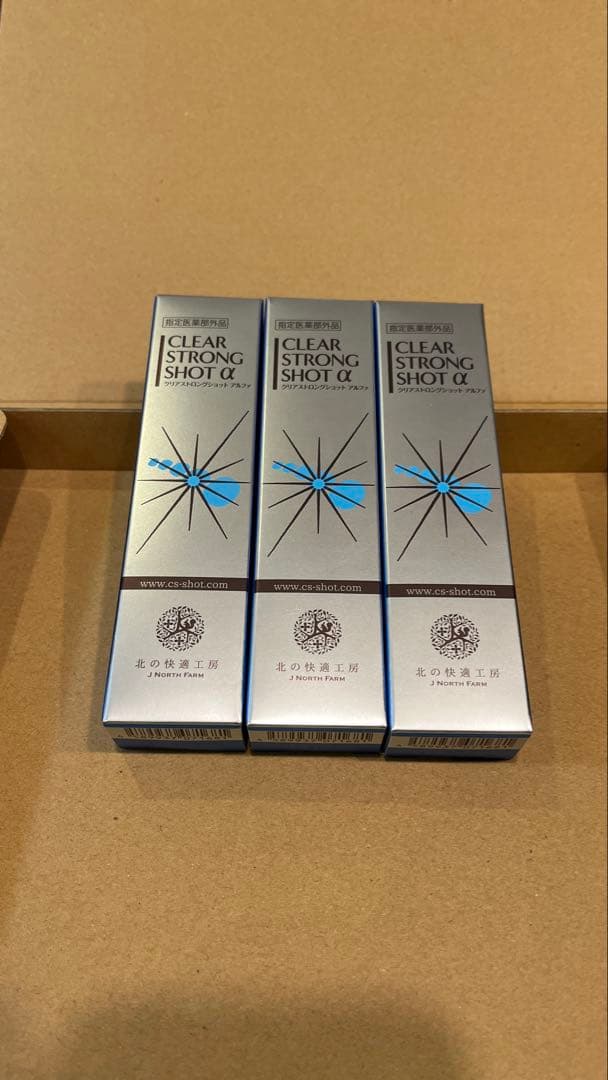 指定医薬部外品
CLEAR
STRONG
SHOT α
クリアストロングショット アルファ
www.cs-shot.com
北の快適工房
J NORTH FARM
指定医薬部外品
CLEAR
STRONG
SHOT α
クリアストロングショット アルファ
www.cs-shot.com
北の快適工房
J NORTH FARM
指定医薬部外品
CLEAR
STRONG
SHOT α
クリアストロングショット アルファ
www.cs-shot.com
北の快適工房
J NORTH FARM